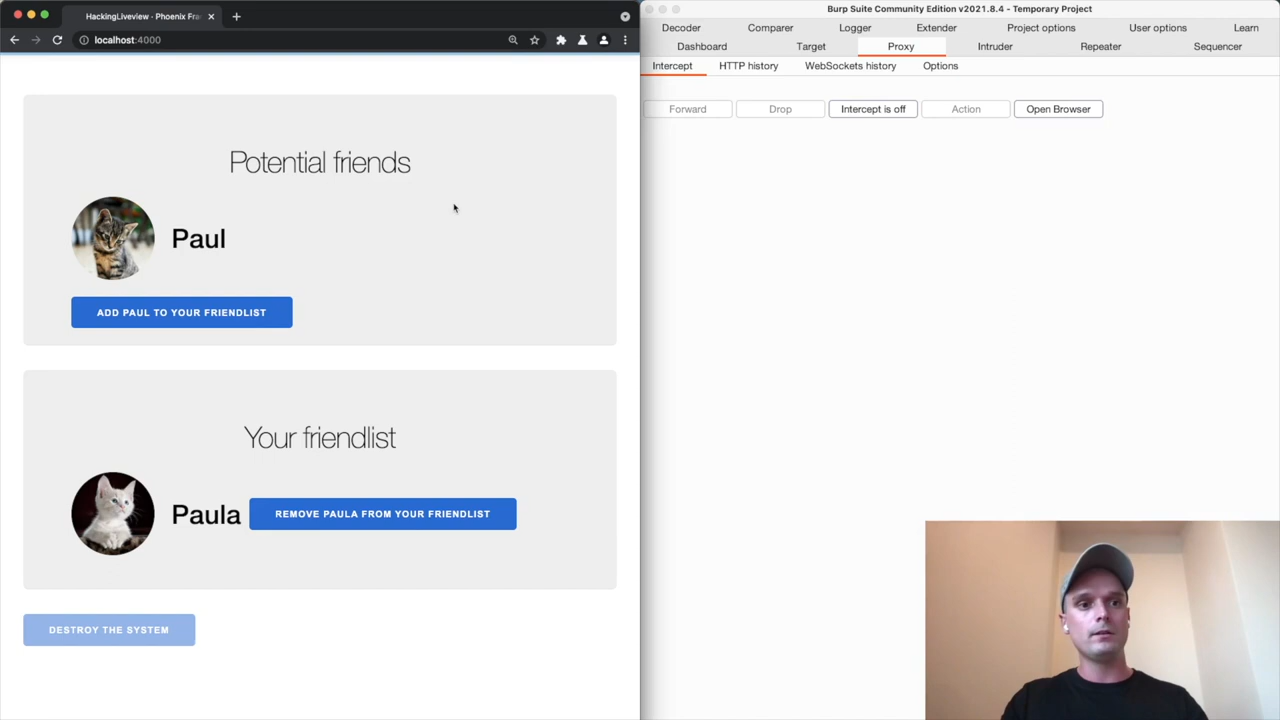 HackingLiveview · Phoenix Fra
localhost:4000
Potential friends
Paul
ADD PAUL TO YOUR FRIENDLIST
Your friendlist
Paula
REMOVE PAULA FROM YOUR FRIENDLIST
DESTROY THE SYSTEM
Burp Suite Community Edition v2021.8.4 - Temporary Project
Decoder Comparer Logger Extender Project options User options Learn
Dashboard Target Proxy Intruder Repeater Sequencer
Intercept HTTP history WebSockets history Options
Forward Drop Intercept is off Action Open Browser